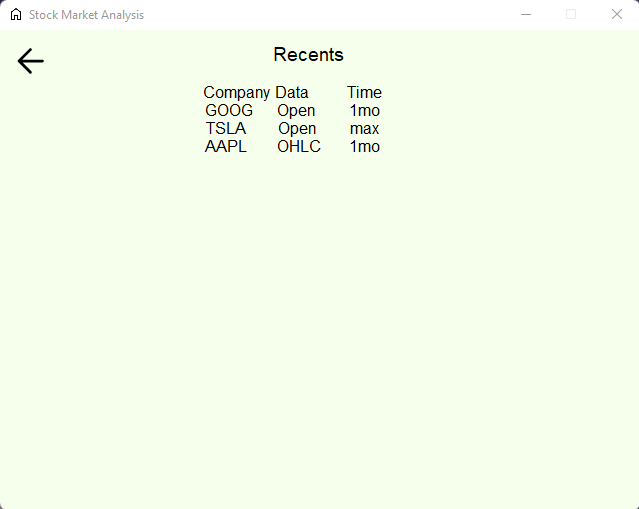 Stock Market Analysis
Recents
Company Data Time
GOOG Open 1mo
TSLA Open max
AAPL OHLC 1mo